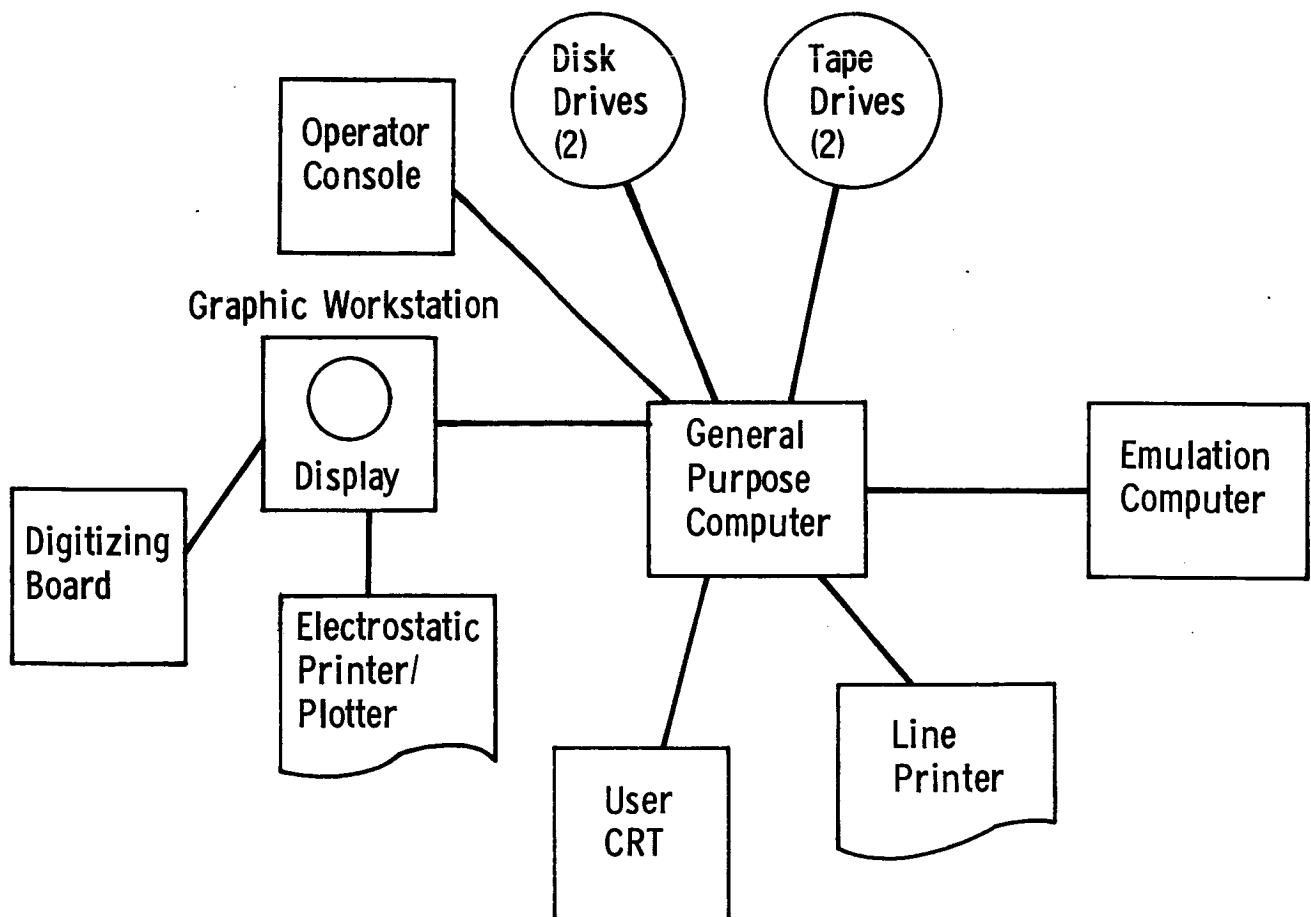 Disk
Drives
(2)
Tape
Drives
(2)
Operator
Console
Graphic Workstation
Display
General
Purpose
Computer
Emulation
Computer
Digitizing
Board
Electrostatic
Printer/
Plotter
Line
Printer
User
CRT